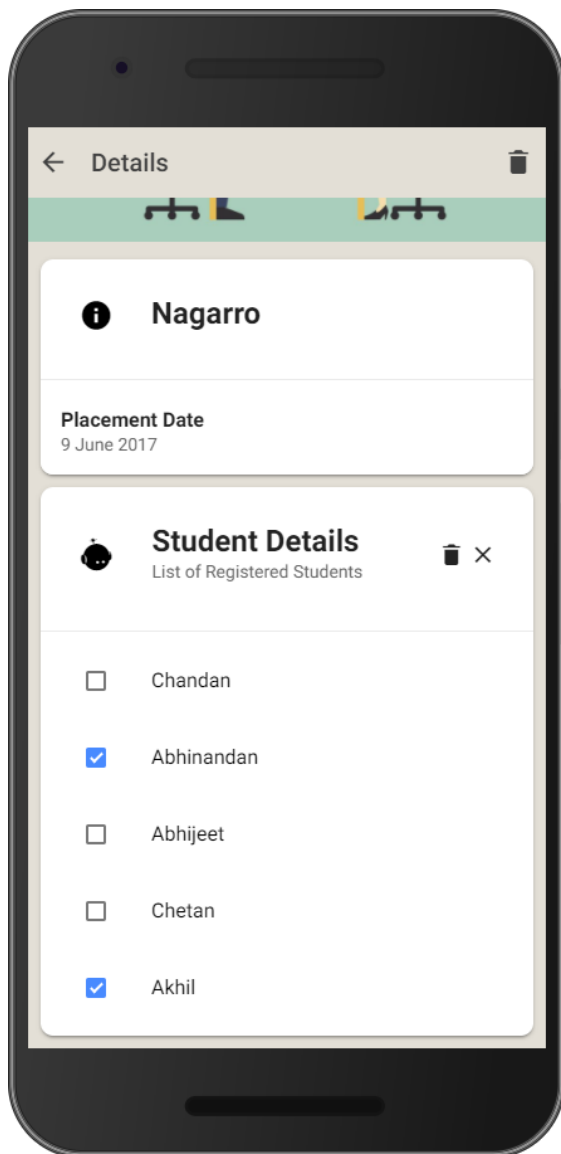 Details
Nagarro
Placement Date
9 June 2017
Student Details
List of Registered Students
Chandan
Abhinandan
Abhijeet
Chetan
Akhil